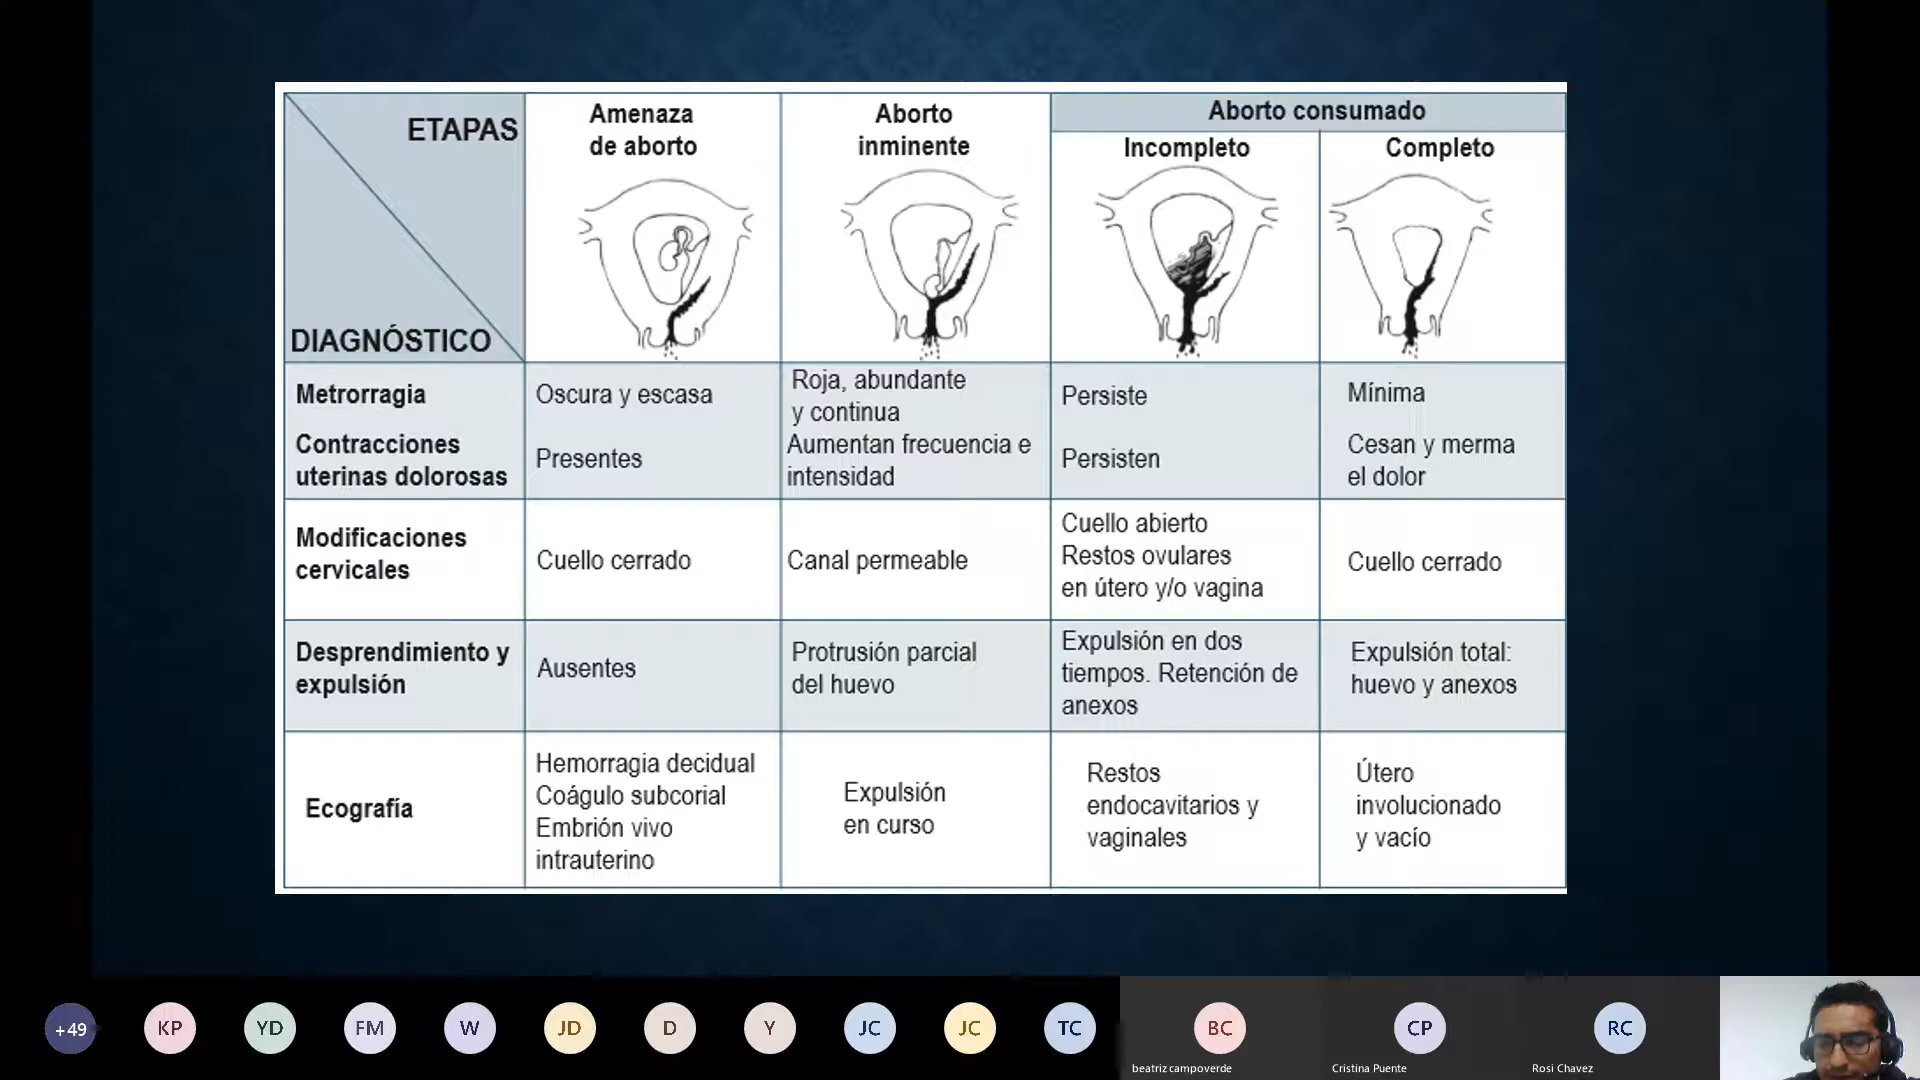 ETAPAS
DIAGNÓSTICO
Amenaza
de aborto
Aborto
inminente
Aborto consumado
Incompleto
Completo
Metrorragia
Oscura y escasa
Roja, abundante
y continua
Persiste
Mínima
Contracciones
uterinas dolorosas
Presentes
Aumentan frecuencia e
intensidad
Persisten
Cesan y merma
el dolor
Modificaciones
cervicales
Cuello cerrado
Canal permeable
Cuello abierto
Restos ovulares
en útero y/o vagina
Cuello cerrado
Desprendimiento y
expulsión
Ausentes
Protrusión parcial
del huevo
Expulsión en dos
tiempos. Retención de
anexos
Expulsión total:
huevo y anexos
Ecografía
Hemorragia decidual
Coágulo subcorial
Embrión vivo
intrauterino
Expulsión
en curso
Restos
endocavitarios y
vaginales
Útero
involucionado
y vacío
+49
KP
YD
FM
W
JD
D
Y
JC
JC
TC
BC
beatriz campoverde
CP
Cristina Puente
RC
Rosi Chavez